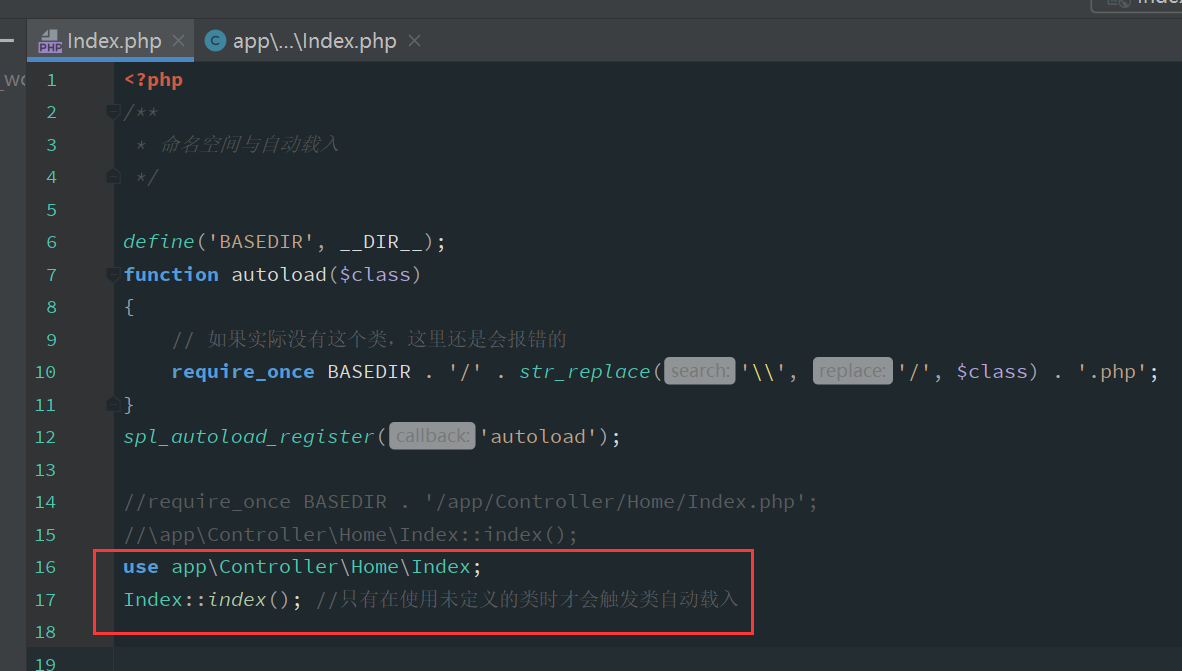 Index.php × app\...\Index.php ×
1 <?php
2 /**
3 * 命名空间与自动载入
4 */
5
6 define('BASEDIR', __DIR__);
7 function autoload($class)
8 {
9 // 如果实际没有这个类，这里还是会报错的
10 require_once BASEDIR . '/' . str_replace( search: '\\', replace: '/', $class) . '.php';
11 }
12 spl_autoload_register( callback: 'autoload');
13
14 //require_once BASEDIR . '/app/Controller/Home/Index.php';
15 //\app\Controller\Home\Index::index();
16 use app\Controller\Home\Index;
17 Index::index(); //只有在使用未定义的类时才会触发类自动载入
18
19